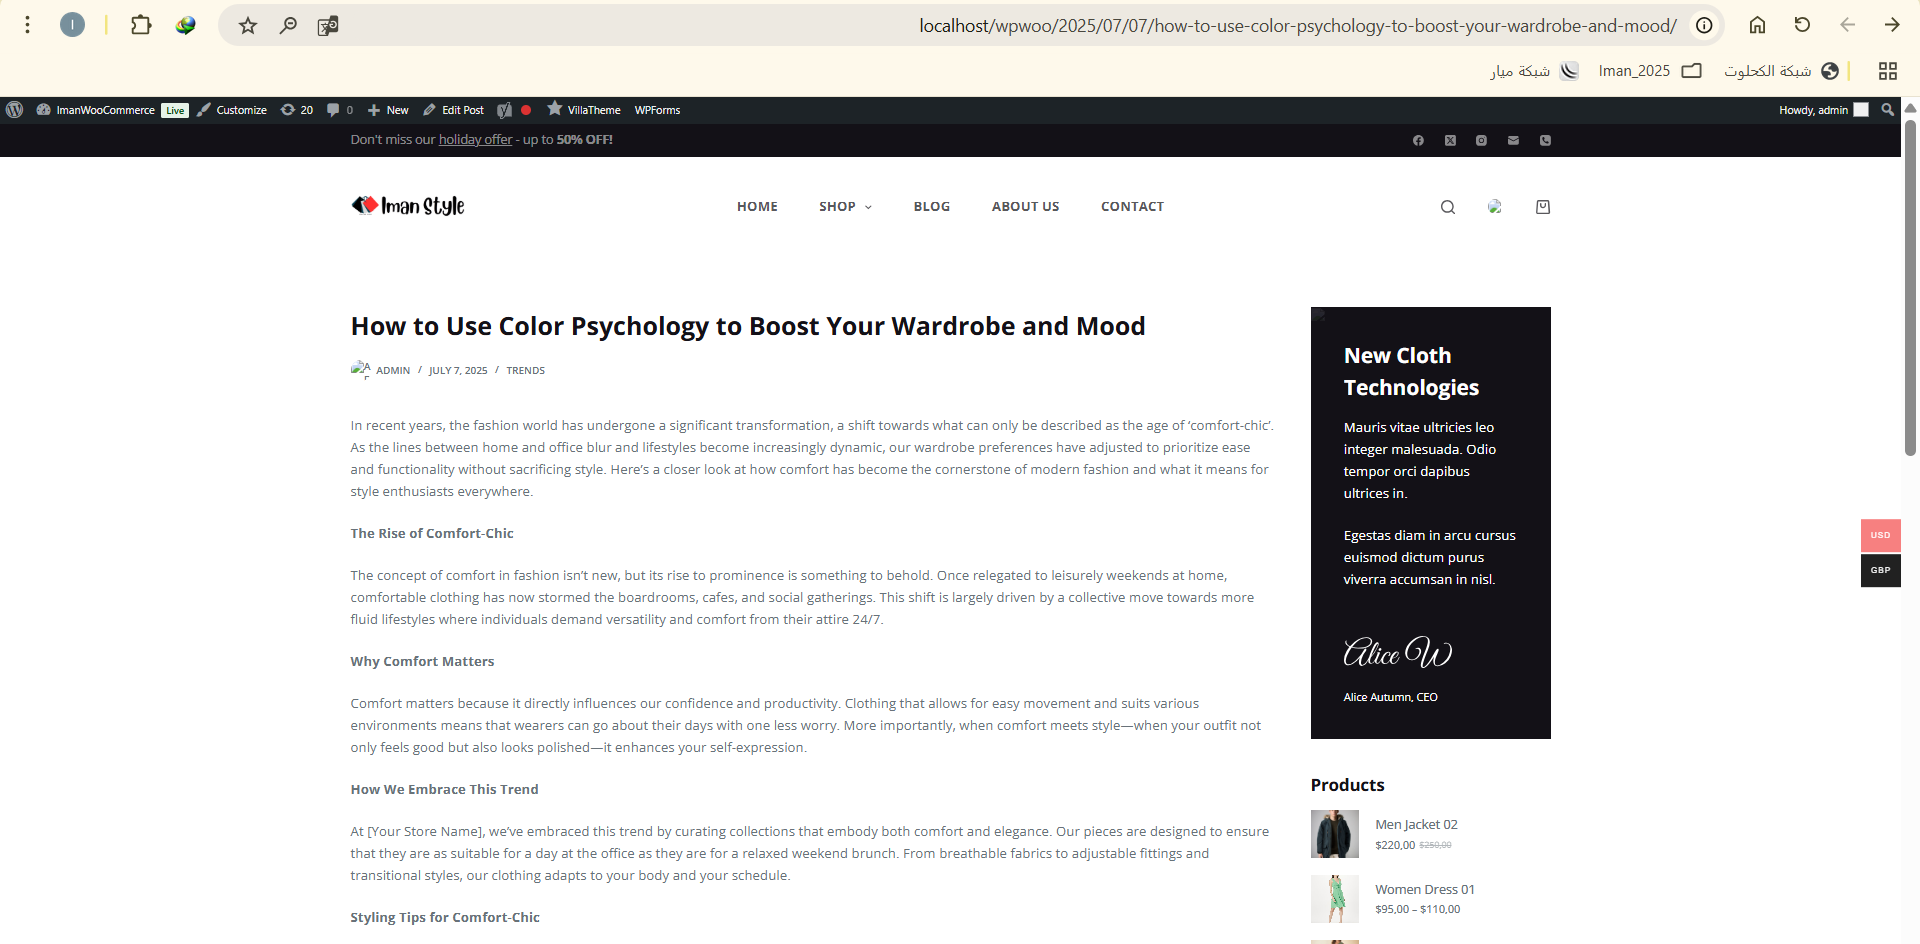 I
localhost/wpwoo/2025/07/07/how-to-use-color-psychology-to-boost-your-wardrobe-and-mood/
شبكة ميار
Iman_2025
شبكة الكحلوت
ImanWooCommerce Live Customize 20 0 New Edit Post VillaTheme WPForms Howdy, admin
Don't miss our holiday offer - up to 50% OFF!
Iman Style
HOME SHOP BLOG ABOUT US CONTACT
How to Use Color Psychology to Boost Your Wardrobe and Mood
ADMIN / JULY 7, 2025 / TRENDS
In recent years, the fashion world has undergone a significant transformation, a shift towards what can only be described as the age of ‘comfort-chic’.
As the lines between home and office blur and lifestyles become increasingly dynamic, our wardrobe preferences have adjusted to prioritize ease
and functionality without sacrificing style. Here’s a closer look at how comfort has become the cornerstone of modern fashion and what it means for
style enthusiasts everywhere.
The Rise of Comfort-Chic
The concept of comfort in fashion isn’t new, but its rise to prominence is something to behold. Once relegated to leisurely weekends at home,
comfortable clothing has now stormed the boardrooms, cafes, and social gatherings. This shift is largely driven by a collective move towards more
fluid lifestyles where individuals demand versatility and comfort from their attire 24/7.
Why Comfort Matters
Comfort matters because it directly influences our confidence and productivity. Clothing that allows for easy movement and suits various
environments means that wearers can go about their days with one less worry. More importantly, when comfort meets style—when your outfit not
only feels good but also looks polished—it enhances your self-expression.
How We Embrace This Trend
At [Your Store Name], we’ve embraced this trend by curating collections that embody both comfort and elegance. Our pieces are designed to ensure
that they are as suitable for a day at the office as they are for a relaxed weekend brunch. From breathable fabrics to adjustable fittings and
transitional styles, our clothing adapts to your body and your schedule.
Styling Tips for Comfort-Chic
New Cloth
Technologies
Mauris vitae ultricies leo
integer malesuada. Odio
tempor orci dapibus
ultrices in.
Egestas diam in arcu cursus
euismod dictum purus
viverra accumsan in nisl.
Alice W
Alice Autumn, CEO
Products
Men Jacket 02
$220,00 $250,00
Women Dress 01
$95,00 – $110,00
USD
GBP